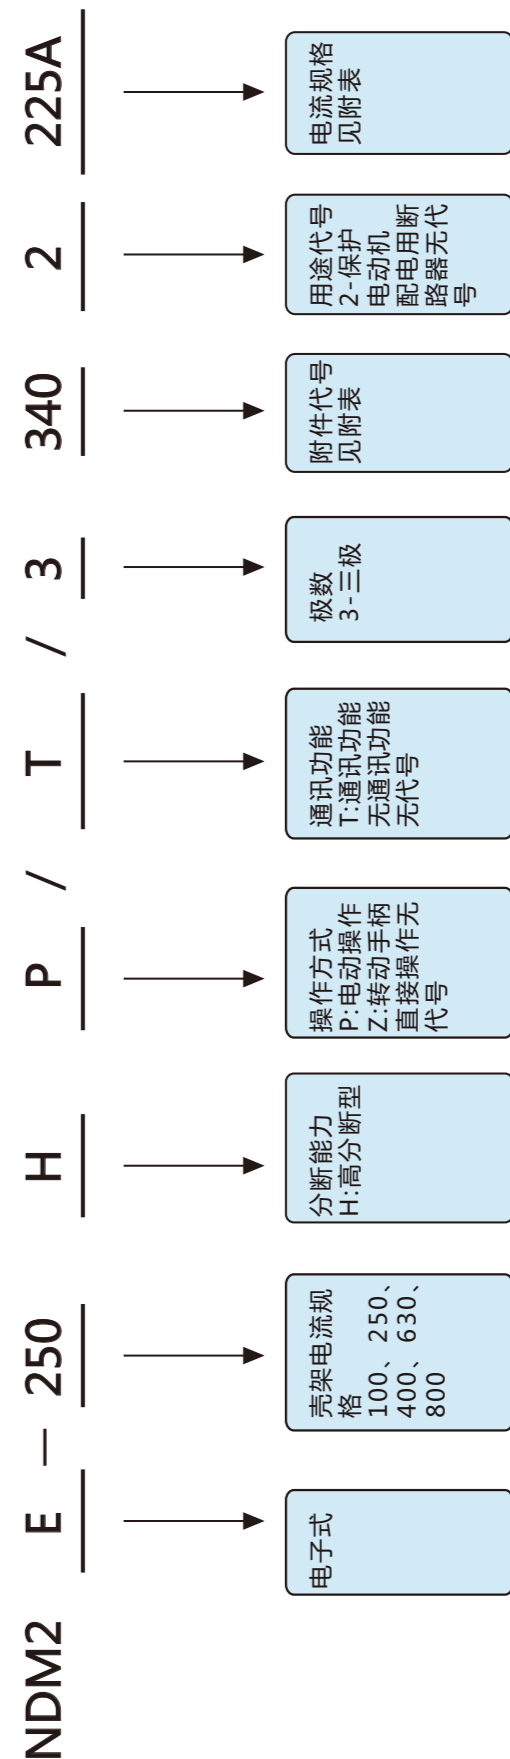 NDM2 E — 250 H P / T / 3 340 2 225A
电子式
壳架电流规
格
100、250、
400、630、
800
分断能力
H:高分断型
操作方式
P:电动操作
Z:转动手柄
直接操作无
代号
通讯功能
T:通讯功能
无通讯功能
无代号
极数
3-三极
附件代号
见附表
用途代号
2-保护
电动机
配电用断
路器无代
号
电流规格
见附表